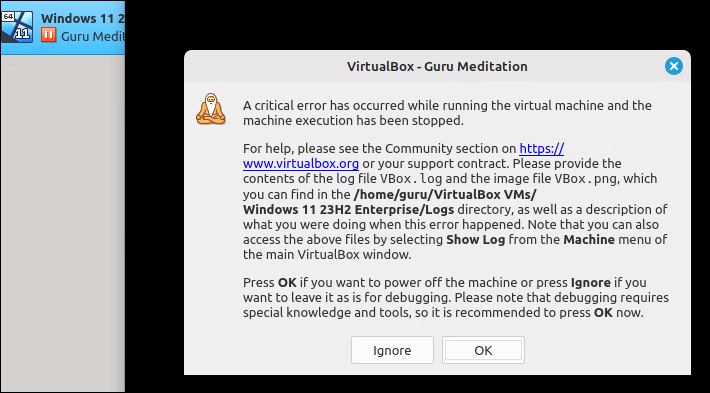 64
11
Windows 11 2
Guru Medit
VirtualBox - Guru Meditation
A critical error has occurred while running the virtual machine and the
machine execution has been stopped.
For help, please see the Community section on https://
www.virtualbox.org or your support contract. Please provide the
contents of the log file VBox.log and the image file VBox.png, which
you can find in the /home/guru/VirtualBox VMs/
Windows 11 23H2 Enterprise/Logs directory, as well as a description of
what you were doing when this error happened. Note that you can also
access the above files by selecting Show Log from the Machine menu of
the main VirtualBox window.
Press OK if you want to power off the machine or press Ignore if you
want to leave it as is for debugging. Please note that debugging requires
special knowledge and tools, so it is recommended to press OK now.
Ignore
OK